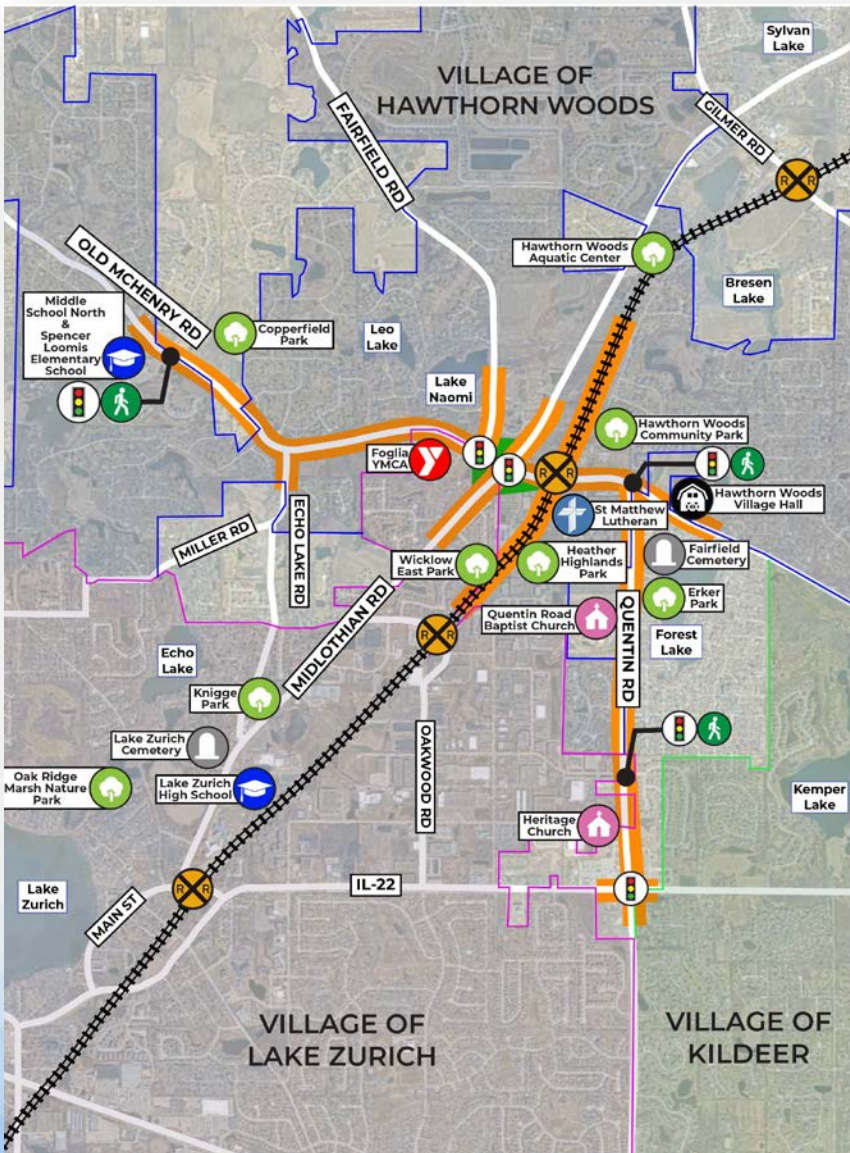 Sylvan
Lake
VILLAGE OF
HAWTHORN WOODS
GILMER RD
FAIRFIELD RD
R R
Hawthorn Woods
Aquatic Center
OLD MCHENRY RD
Bresen
Lake
Middle
School North
&
Spencer
Loomis
Elementary
School
Copperfield
Park
Leo
Lake
Lake
Naomi
Hawthorn Woods
Community Park
Foglia
YMCA
R R
Hawthorn Woods
Village Hall
St Matthew
Lutheran
MILLER RD
ECHO LAKE RD
Wicklow
East Park
Heather
Highlands
Park
Fairfield
Cemetery
Erker
Park
MIDLOTHIAN RD
R R
Quentin Road
Baptist Church
QUENTIN RD
Forest
Lake
Echo
Lake
Knigge
Park
Lake Zurich
Cemetery
OAKWOOD RD
Oak Ridge
Marsh Nature
Park
Lake Zurich
High School
Kemper
Lake
Heritage
Church
Lake
Zurich
R R
IL-22
MAIN ST
VILLAGE OF
LAKE ZURICH
VILLAGE OF
KILDEER